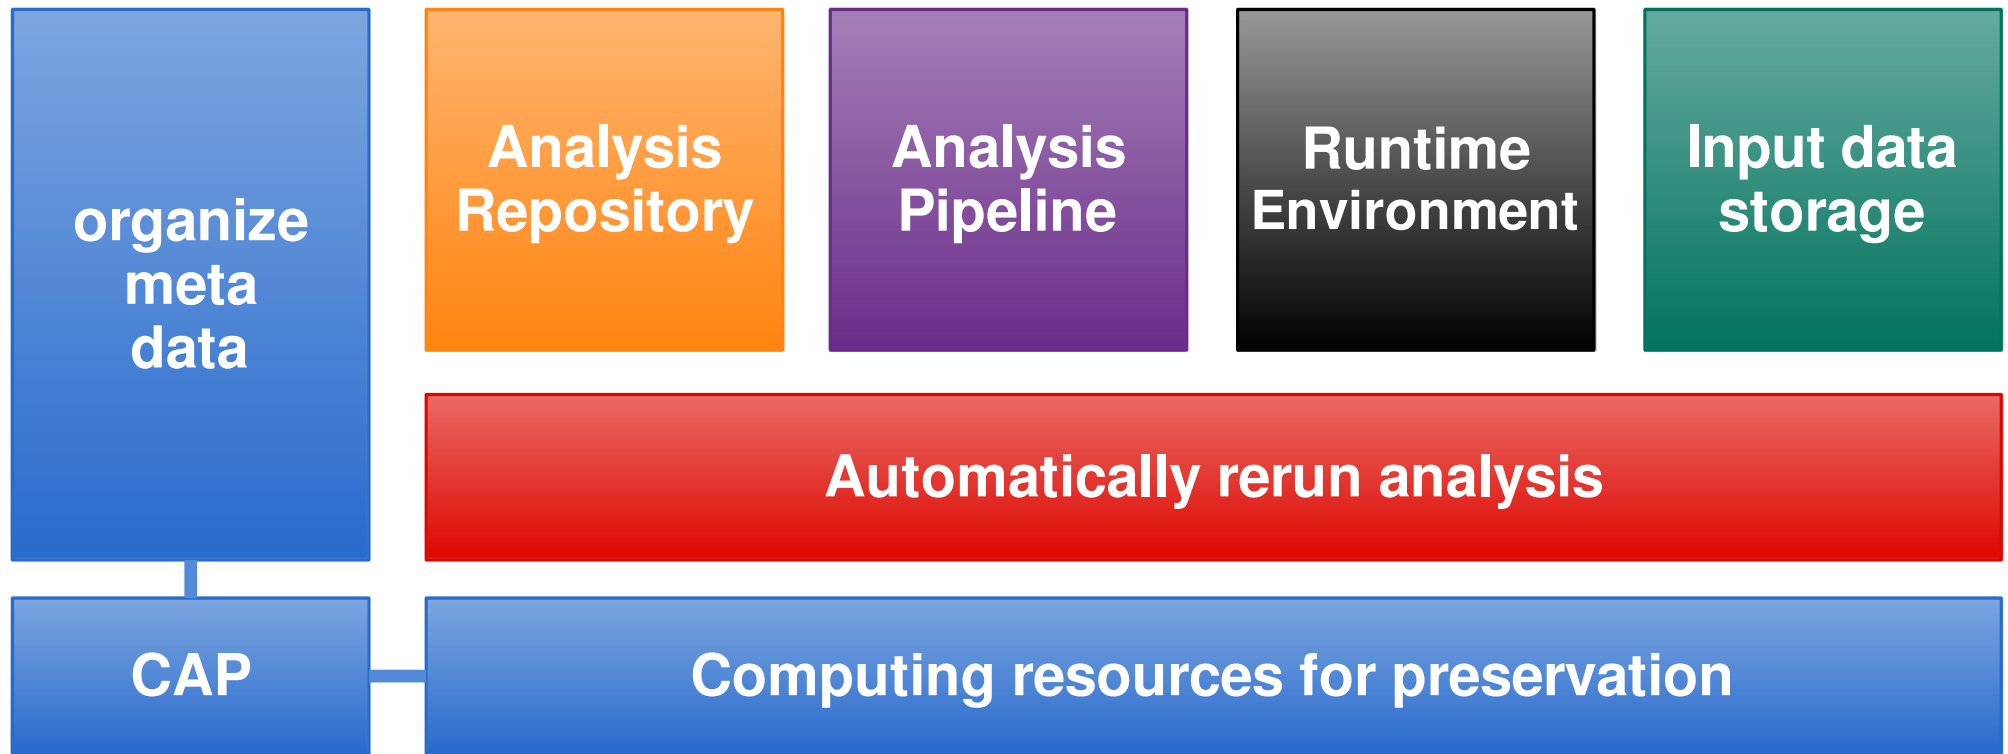 organize
meta
data
Analysis
Repository
Analysis
Pipeline
Runtime
Environment
Input data
storage
Automatically rerun analysis
CAP
Computing resources for preservation